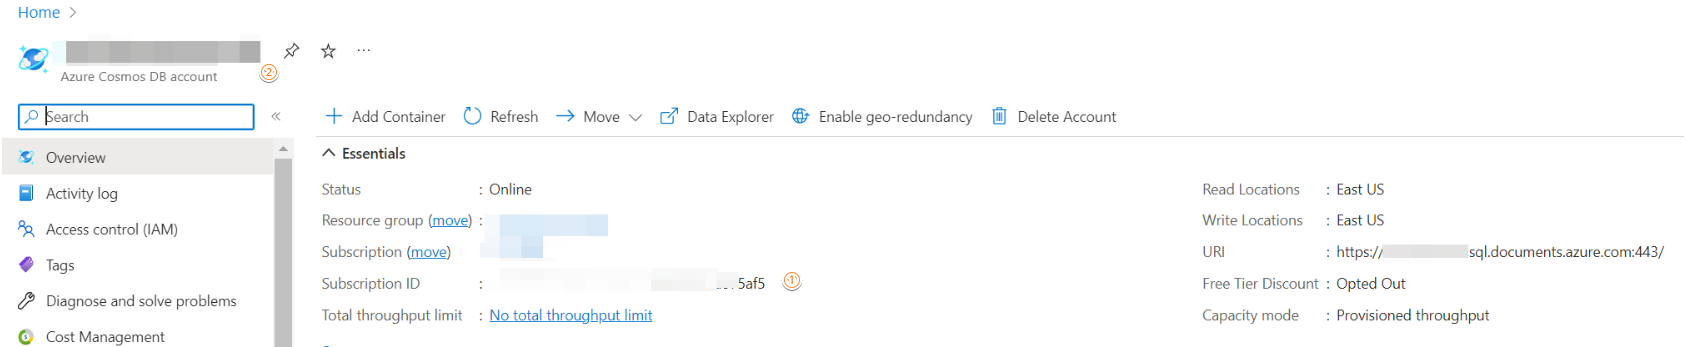 Home >
Azure Cosmos DB account
2
Search
«
+ Add Container Refresh Move Data Explorer Enable geo-redundancy Delete Account
Essentials
Overview
Activity log
Access control (IAM)
Tags
Diagnose and solve problems
Cost Management
Status : Online
Resource group (move) :
Subscription (move)
Subscription ID : 5af5 1
Total throughput limit : No total throughput limit
Read Locations : East US
Write Locations : East US
URI : https:// sql.documents.azure.com:443/
Free Tier Discount : Opted Out
Capacity mode : Provisioned throughput